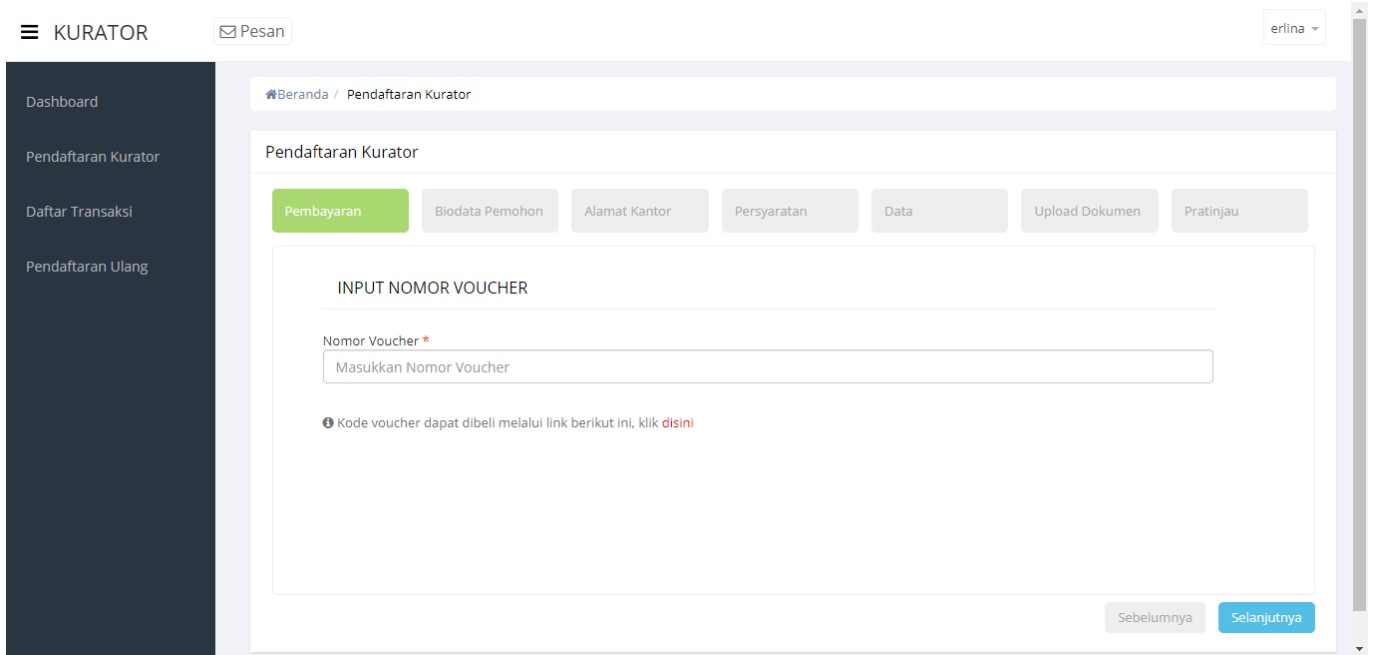 KURATOR
Pesan
erlina
Dashboard
Pendaftaran Kurator
Daftar Transaksi
Pendaftaran Ulang
Beranda / Pendaftaran Kurator
Pendaftaran Kurator
Pembayaran
Biodata Pemohon
Alamat Kantor
Persyaratan
Data
Upload Dokumen
Pratinjau
INPUT NOMOR VOUCHER
Nomor Voucher *
Masukkan Nomor Voucher
Kode voucher dapat dibeli melalui link berikut ini, klik disini
Sebelumnya
Selanjutnya